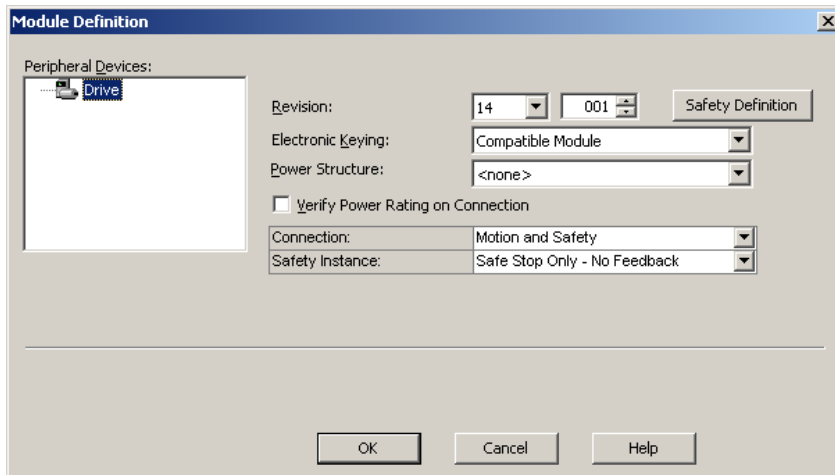 Module Definition
Peripheral Devices:
Drive
Revision: 14 001 Safety Definition
Electronic Keying: Compatible Module
Power Structure: <none>
Verify Power Rating on Connection
Connection: Motion and Safety
Safety Instance: Safe Stop Only - No Feedback
OK Cancel Help